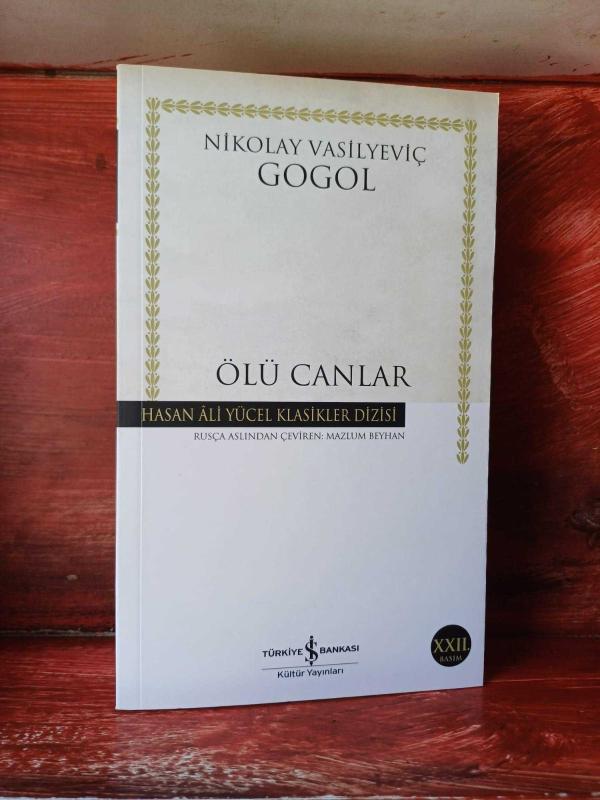 NİKOLAY VASİLYEVİÇ
GOGOL
ÖLÜ CANLAR
HASAN ÂLİ YÜCEL KLASİKLER DİZİSİ
RUSÇA ASLINDAN ÇEVİREN: MAZLUM BEYHAN
XXII.
BASIM
TÜRKİYE İŞ BANKASI
Kültür Yayınları